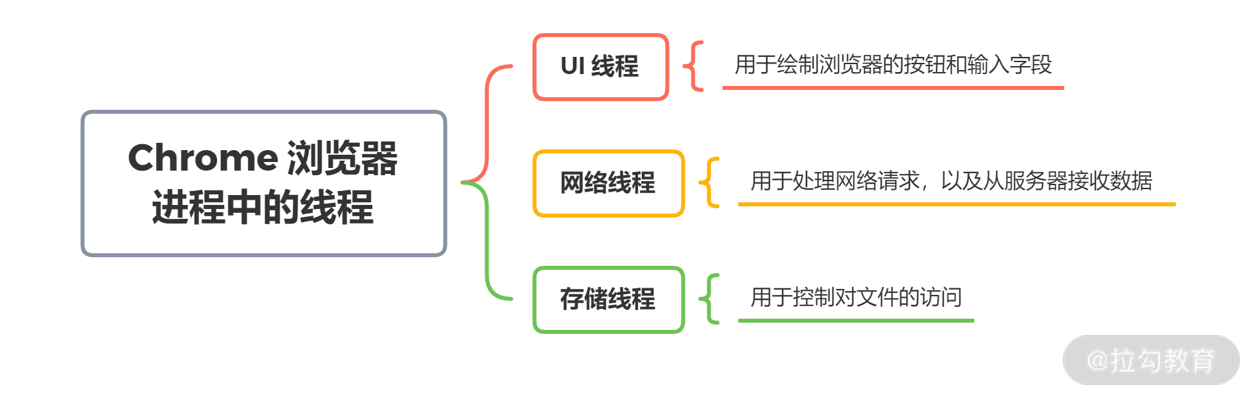 Chrome 浏览器
进程中的线程
UI 线程
用于绘制浏览器的按钮和输入字段
网络线程
用于处理网络请求，以及从服务器接收数据
存储线程
用于控制对文件的访问
@拉勾教育